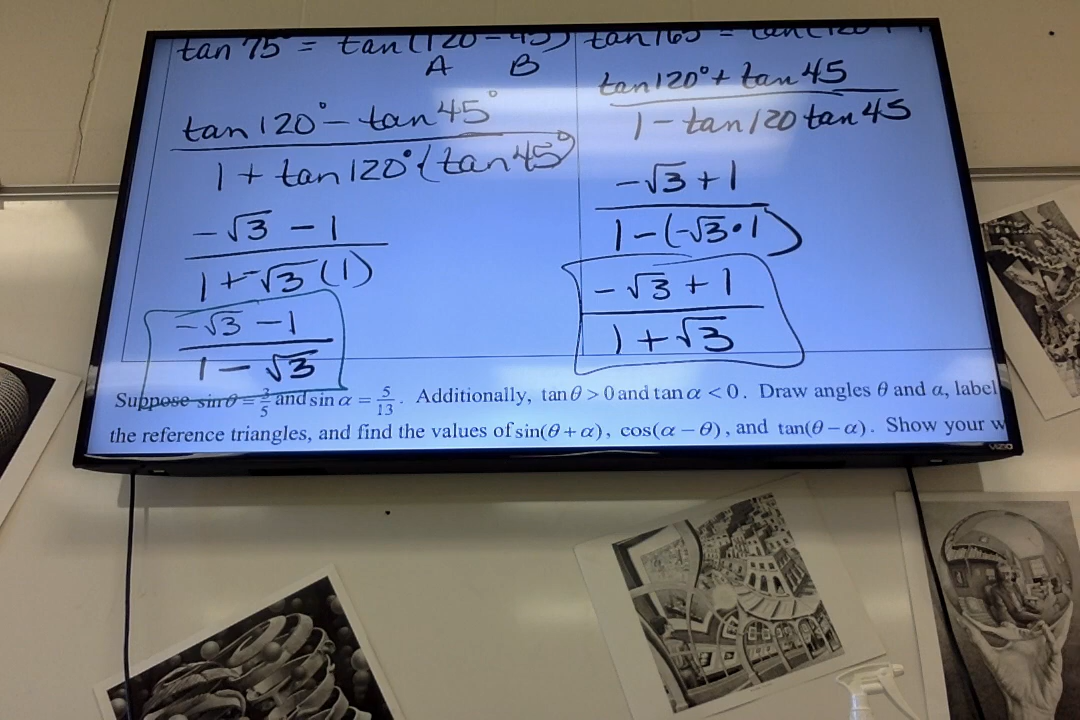 tan 75° = tan (120 - 45)
A B
tan 120° - tan 45°
1 + tan 120° (tan 45°)
-√3 - 1
1 + -√3 (1)
-√3 - 1
1 - √3
tan 165 =
tan 120° + tan 45
1 - tan 120 tan 45
-√3 + 1
1 - (-√3 • 1)
-√3 + 1
1 + √3
Suppose sin θ = 3/5 and sin α = 5/13. Additionally, tan θ > 0 and tan α < 0. Draw angles θ and α, label
the reference triangles, and find the values of sin(θ + α), cos(α - θ), and tan(θ - α). Show your w
VIZIO